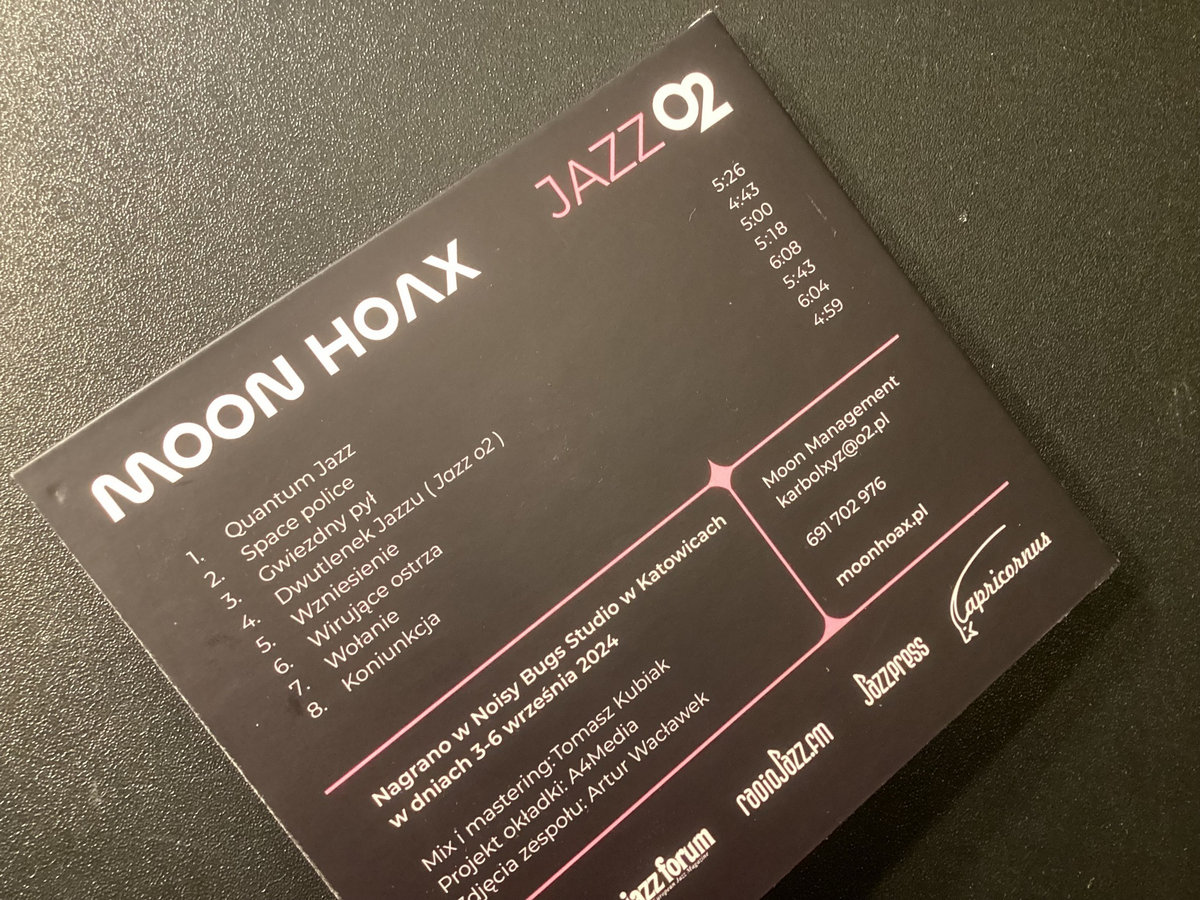 MOON HOAX
JAZZ O2
1. Quantum Jazz 5:26
2. Space police 4:43
3. Gwiezdny pył 5:00
4. Dwutlenek Jazzu ( Jazz o2 ) 5:18
5. Wzniesienie 6:08
6. Wirujące ostrza 5:43
7. Wołanie 6:04
8. Koniunkcja 4:59
Nagrano w Noisy Bugs Studio w Katowicach
w dniach 3-6 września 2024
Mix i mastering: Tomasz Kubiak
Projekt okładki: A4Media
Zdjęcia zespołu: Artur Wacławek
Moon Management
karbolxyz@o2.pl
691 702 976
moonhoax.pl
jazz forum
European Jazz Magazine
radioJazz.fm
Jazzpress
Capricornus